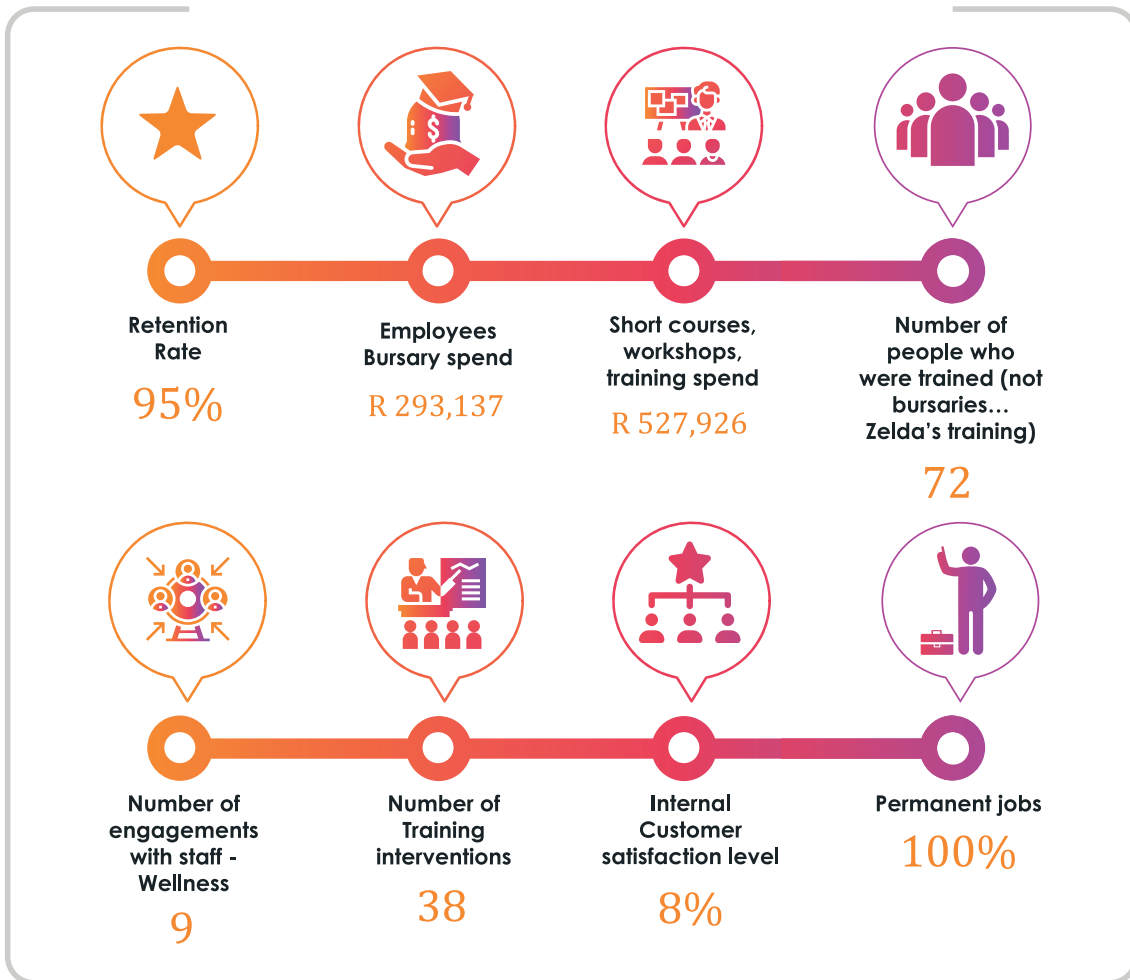 Retention
Rate
95%
Employees
Bursary spend
R 293,137
Short courses,
workshops,
training spend
R 527,926
Number of
people who
were trained (not
bursaries…
Zelda’s training)
72
Number of
engagements
with staff -
Wellness
9
Number of
Training
interventions
38
Internal
Customer
satisfaction level
8%
Permanent jobs
100%